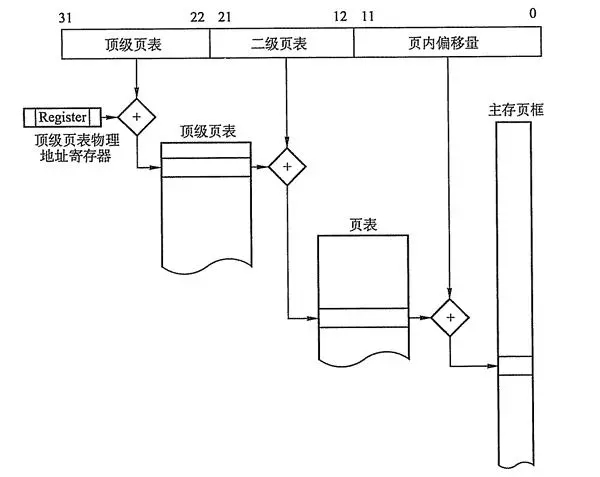 31 22 21 12 11 0
顶级页表 二级页表 页内偏移量
Register
顶级页表物理
地址寄存器
顶级页表
主存页框
页表
+
+
+